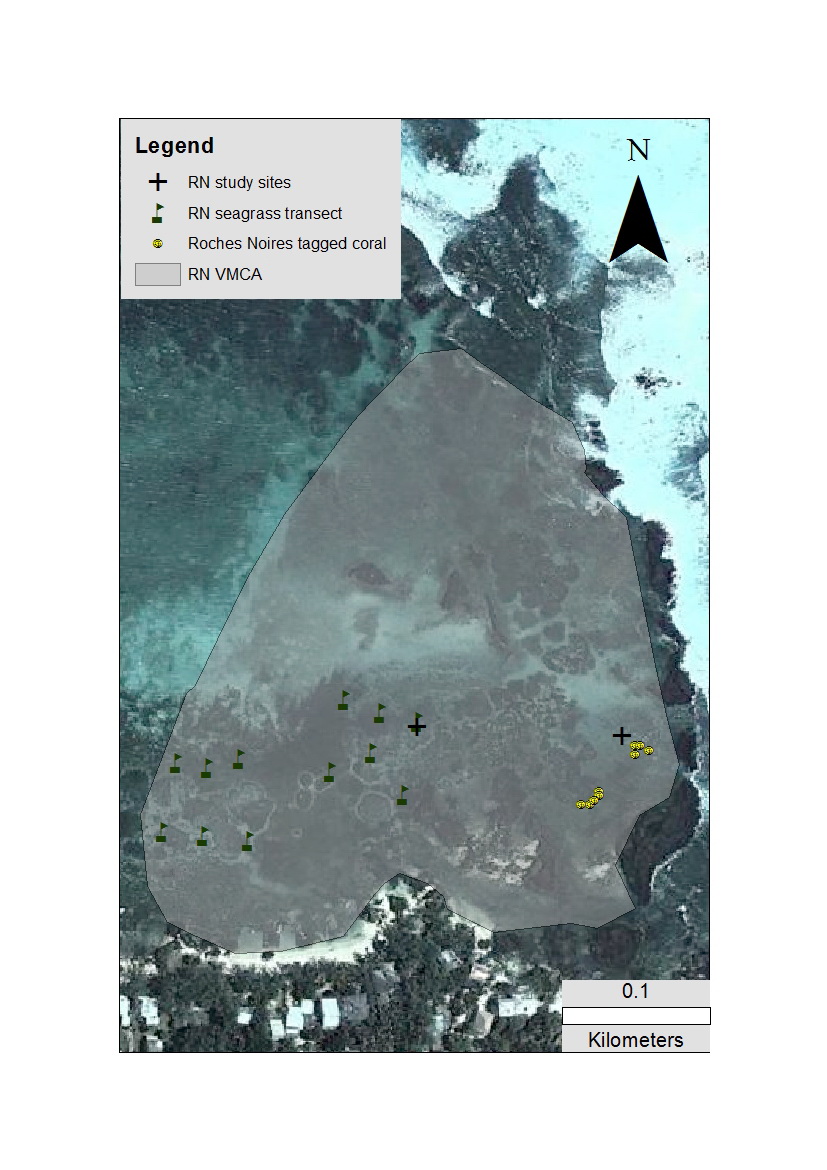 Legend
RN study sites
RN seagrass transect
Roches Noires tagged coral
RN VMCA
N
0.1
Kilometers